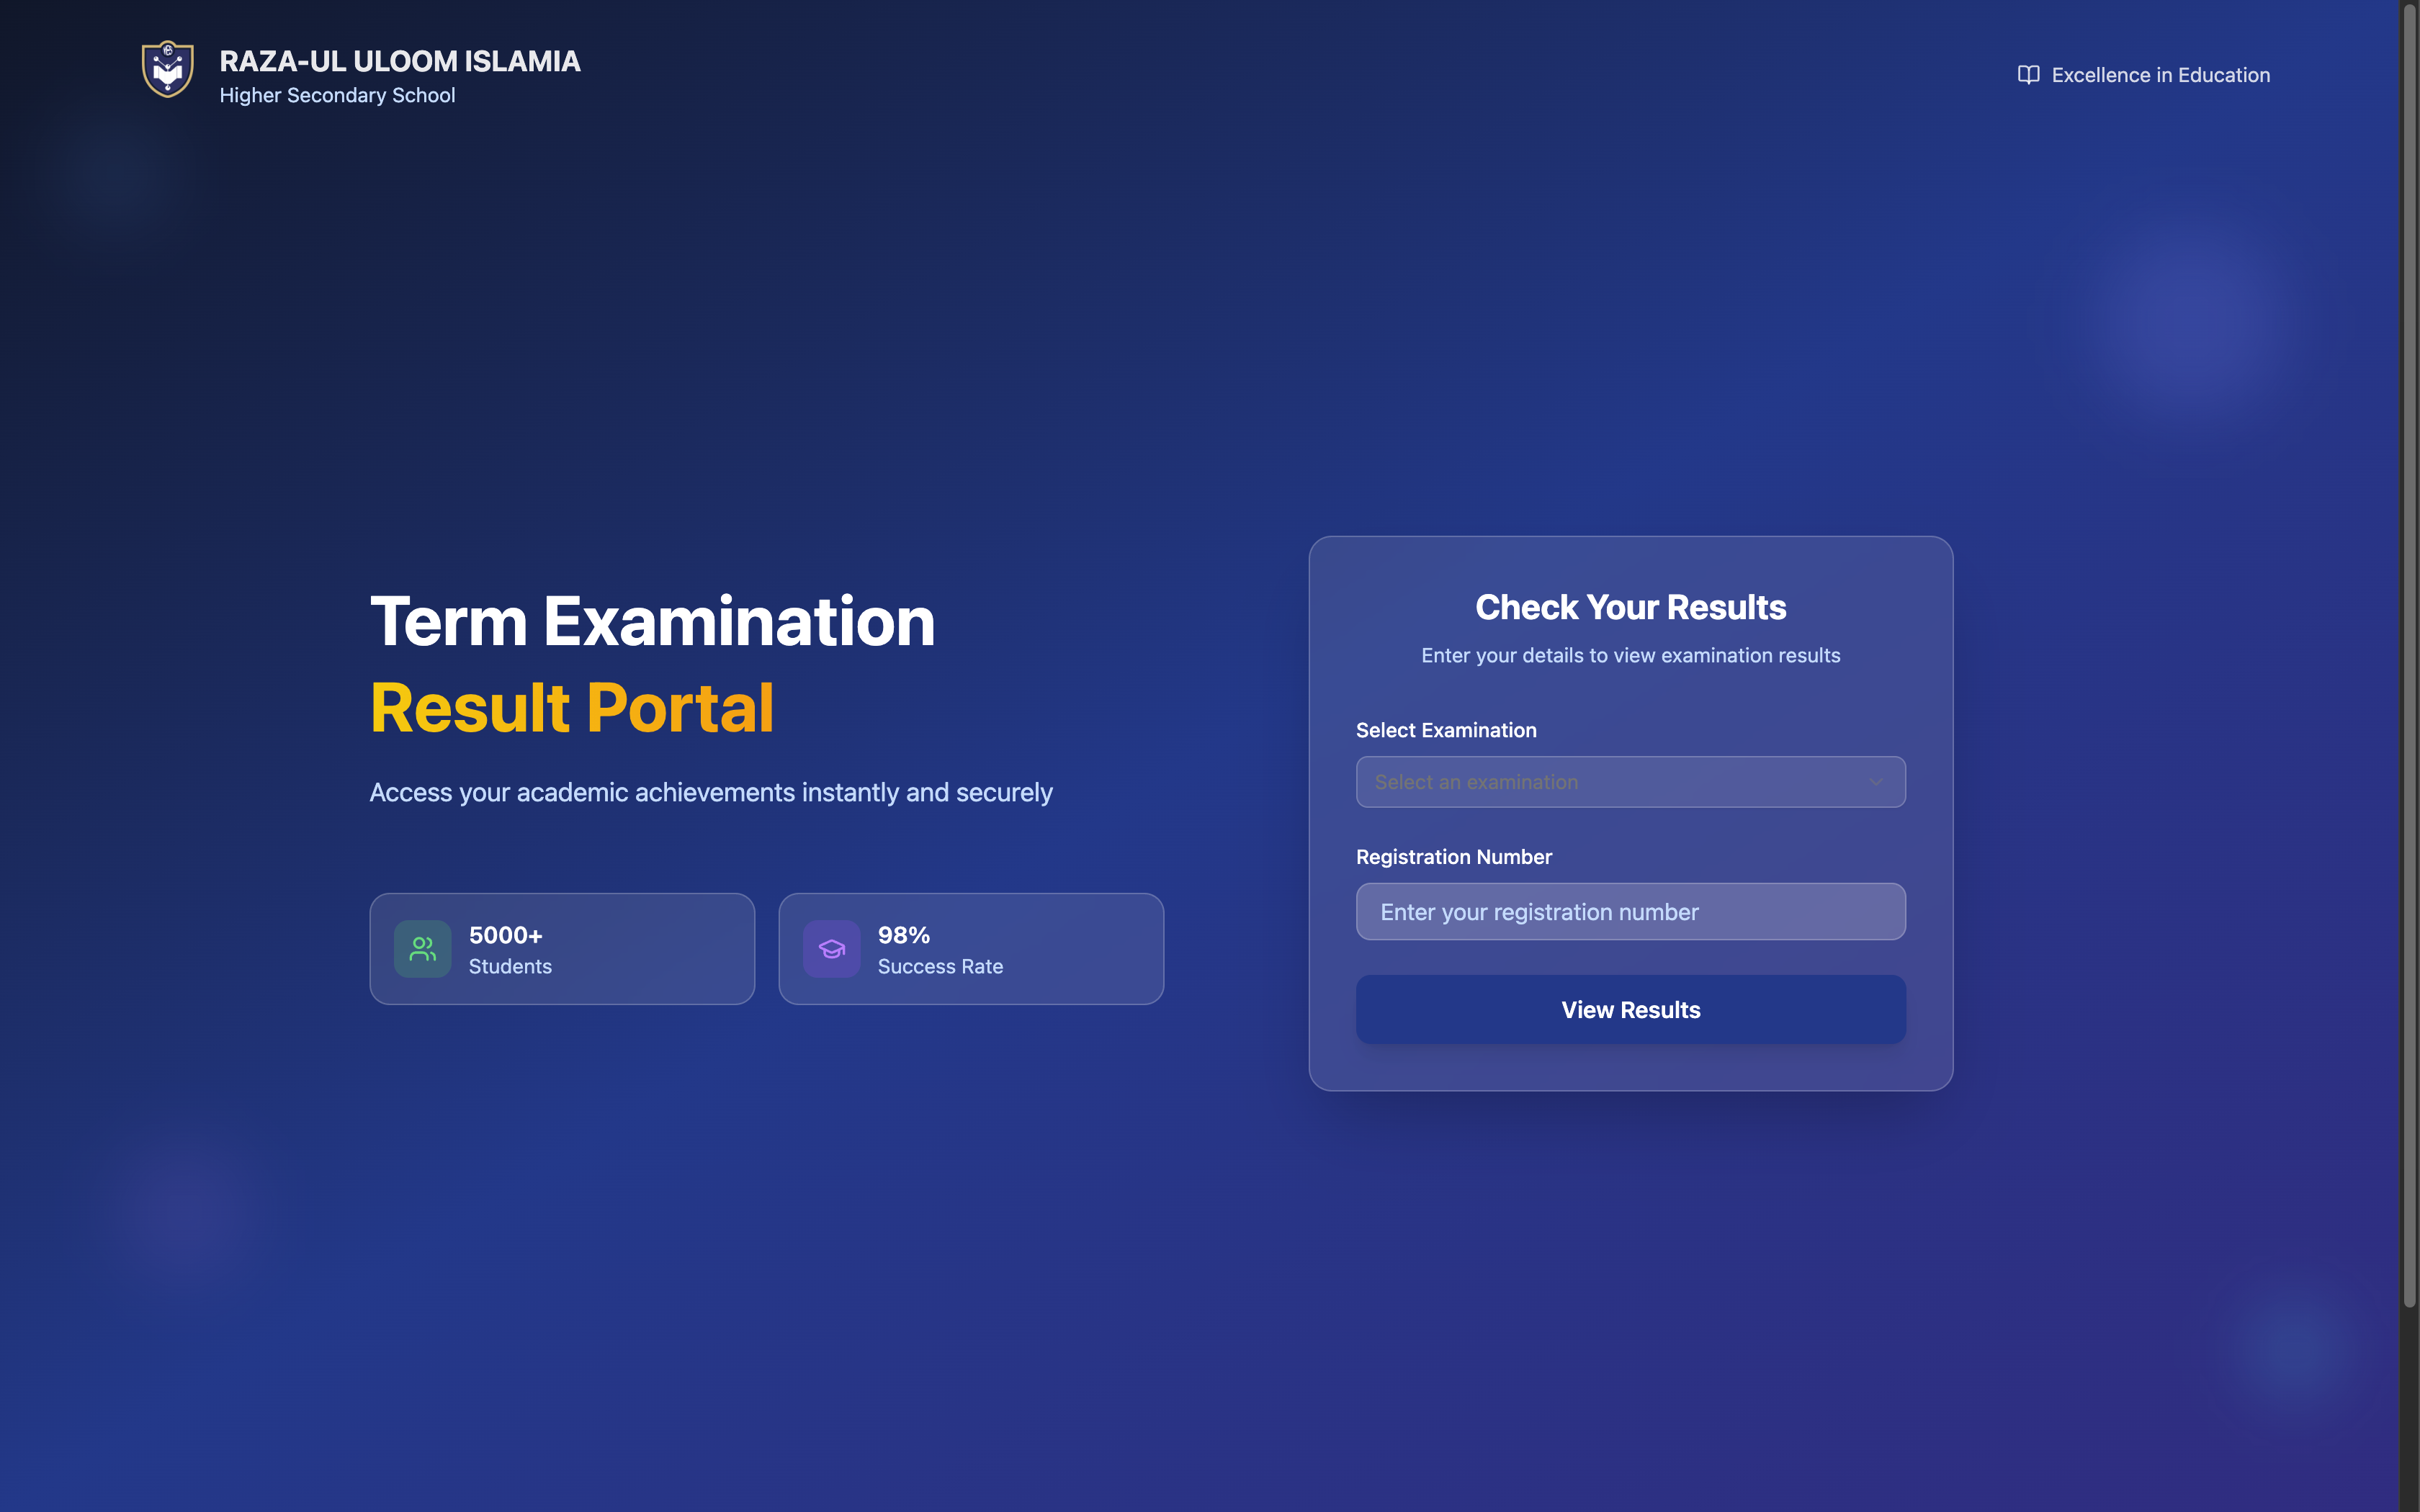 RAZA-UL ULOOM ISLAMIA
Higher Secondary School
Excellence in Education
Term Examination
Result Portal
Access your academic achievements instantly and securely
5000+
Students
98%
Success Rate
Check Your Results
Enter your details to view examination results
Select Examination
Select an examination
Registration Number
Enter your registration number
View Results